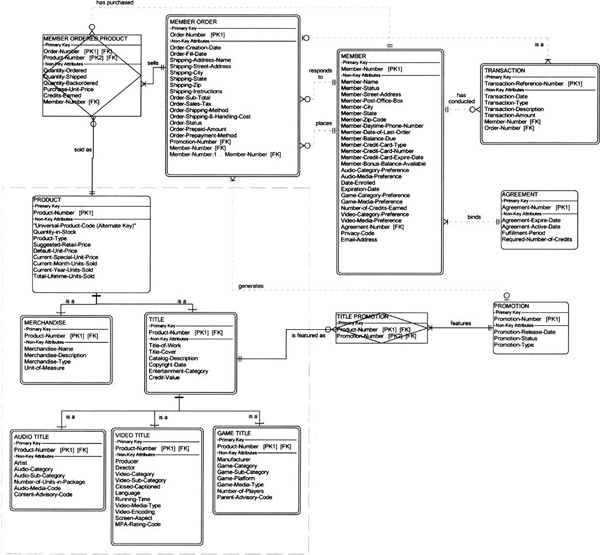 has purchased
MEMBER ORDERED PRODUCT
-Primary Key
Order-Number [PK1] [FK]
Product-Number [PK2] [FK]
-Non-Key Attributes
Quantity-Ordered
Quantity-Shipped
Quantity-Backordered
Purchase-Unit-Price
Credits-Earned
Member-Number [FK]
sells
MEMBER ORDER
-Primary Key
Order-Number [PK1]
-Non-Key Attributes
Order-Creation-Date
Order-Fill-Date
Shipping-Address-Name
Shipping-Street-Address
Shipping-City
Shipping-State
Shipping-Zip
Shipping-Instructions
Order-Sub-Total
Order-Sales-Tax
Order-Shipping-Method
Order-Shipping-&-Handling-Cost
Order-Status
Order-Prepaid-Amount
Order-Prepayment-Method
Promotion-Number [FK]
Member-Number [FK]
Member-Number-1 . Member-Number [FK]
responds
to
places
MEMBER
-Primary Key
Member-Number [PK1]
-Non-Key Attributes
Member-Name
Member-Status
Member-Street-Address
Member-Post-Office-Box
Member-City
Member-State
Member-Zip-Code
Member-Daytime-Phone-Number
Member-Date-of-Last-Order
Member-Balance-Due
Member-Credit-Card-Type
Member-Credit-Card-Number
Member-Credit-Card-Expire-Date
Member-Bonus-Balance-Available
Audio-Category-Preference
Audio-Media-Preference
Date-Enrolled
Expiration-Date
Game-Category-Preference
Game-Media-Preference
Number-of-Credits-Earned
Video-Category-Preference
Video-Media-Preference
Agreement-Number [FK]
Privacy-Code
Email-Address
is a
has
conducted
TRANSACTION
-Primary Key
Transaction-Reference-Number [PK1]
-Non-Key Attributes
Transaction-Date
Transaction-Type
Transaction-Description
Transaction-Amount
Member-Number [FK]
Order-Number [FK]
binds
AGREEMENT
-Primary Key
Agreement-Number [PK1]
-Non-Key Attributes
Agreement-Expire-Date
Agreement-Active-Date
Fulfillment-Period
Required-Number-of-Credits
sold as
PRODUCT
-Primary Key
Product-Number [PK1]
-Non-Key Attributes
"Universal-Product-Code (Alternate Key)"
Quantity-in-Stock
Product-Type
Suggested-Retail-Price
Default-Unit-Price
Current-Special-Unit-Price
Current-Month-Units-Sold
Current-Year-Units-Sold
Total-Lifetime-Units-Sold
generates
is a
is a
MERCHANDISE
-Primary Key
Product-Number [PK1] [FK]
-Non-Key Attributes
Merchandise-Name
Merchandise-Description
Merchandise-Type
Unit-of-Measure
TITLE
-Primary Key
Product-Number [PK1] [FK]
-Non-Key Attributes
Title-of-Work
Title-Cover
Catalog-Description
Copyright-Date
Entertainment-Category
Credit-Value
is featured as
TITLE PROMOTION
-Primary Key
Product-Number [PK1] [FK]
Promotion-Number [PK2] [FK]
features
PROMOTION
-Primary Key
Promotion-Number [PK1]
-Non-Key Attributes
Promotion-Release-Date
Promotion-Status
Promotion-Type
is a
is a
is a
AUDIO TITLE
-Primary Key
Product-Number [PK1] [FK]
-Non-Key Attributes
Artist
Audio-Category
Audio-Sub-Category
Number-of-Units-in-Package
Audio-Media-Code
Content-Advisory-Code
VIDEO TITLE
-Primary Key
Product-Number [PK1] [FK]
-Non-Key Attributes
Producer
Director
Video-Category
Video-Sub-Category
Closed-Captioned
Language
Running-Time
Video-Media-Type
Video-Encoding
Screen-Aspect
MPA-Rating-Code
GAME TITLE
-Primary Key
Product-Number [PK1] [FK]
-Non-Key Attributes
Manufacturer
Game-Category
Game-Sub-Category
Game-Platform
Game-Media-Type
Number-of-Players
Parent-Advisory-Code